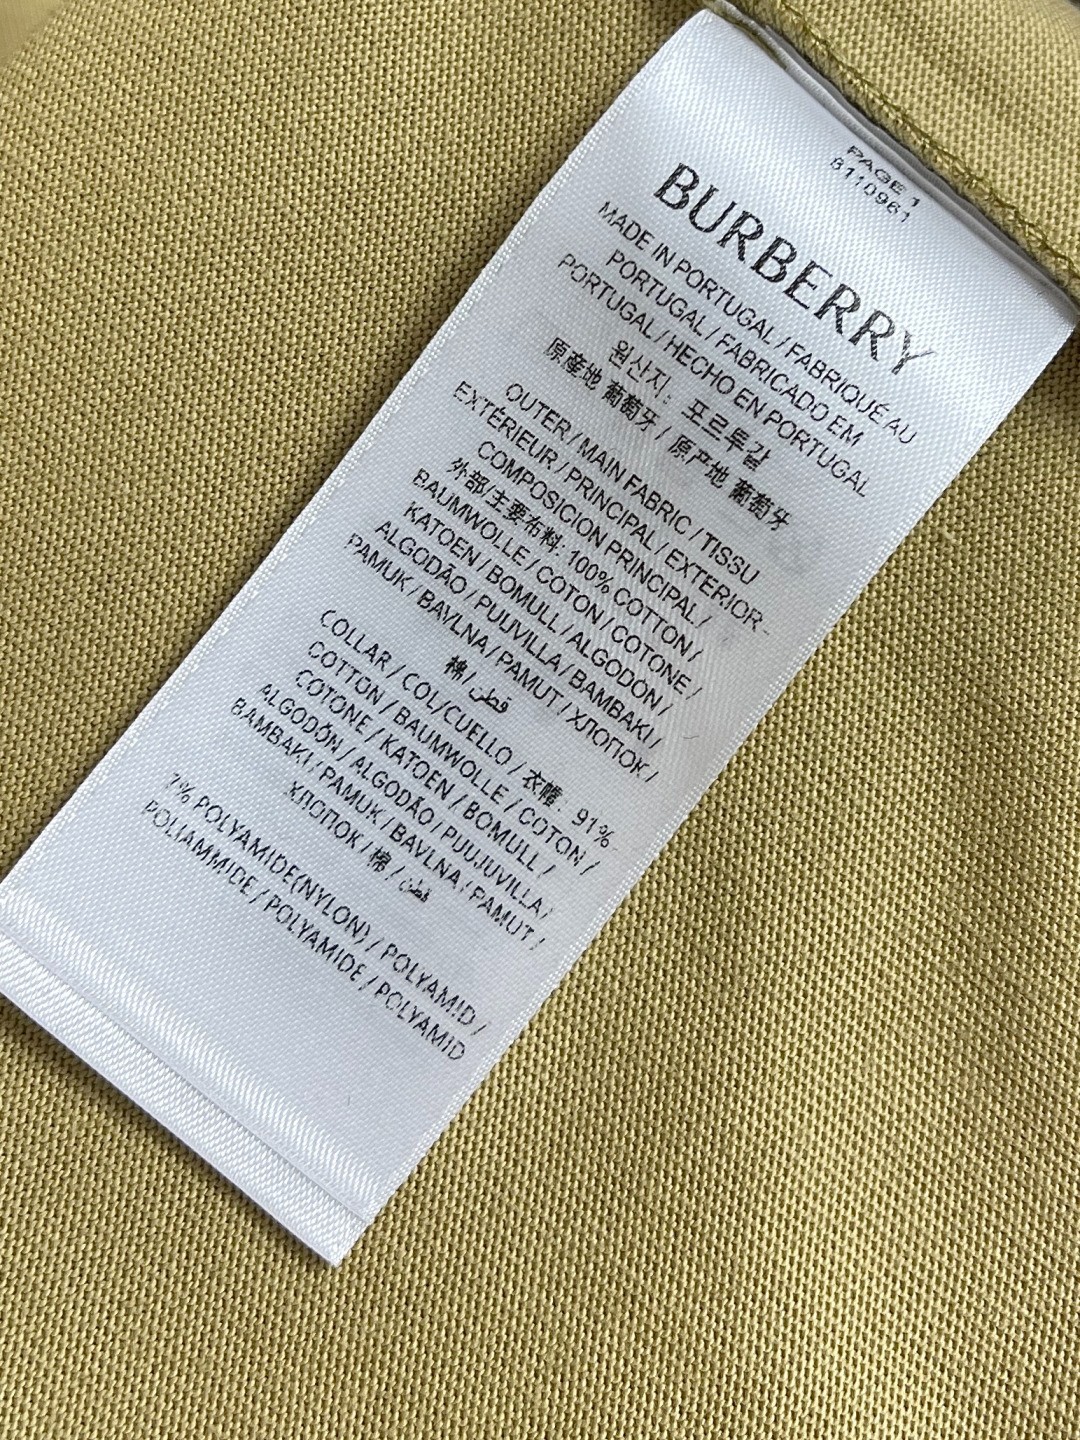 PAGE 1
8110961
BURBERRY
MADE IN PORTUGAL / FABRIQUÉ AU
PORTUGAL / FABRICADO EM
PORTUGAL / HECHO EN PORTUGAL
원산지: 포르투갈
原産地 葡萄牙 / 原产地 葡萄牙
OUTER / MAIN FABRIC / TISSU
EXTÉRIEUR / PRINCIPAL / EXTERIOR-
COMPOSICION PRINCIPAL /
外部/主要布料: 100% COTTON /
BAUMWOLLE / COTON / COTONE /
KATOEN / BOMULL / ALGODÓN /
ALGODÃO / PUUVILLA / BAMBAKI /
PAMUK / BAVLNA / PAMUT / ХЛОПОК /
棉 / قطن
COLLAR / COL/CUELLO / 衣帽: 91%
COTTON / BAUMWOLLE / COTON /
COTONE / KATOEN / BOMULL /
ALGODÓN / ALGODÃO / PUUJUVILLA /
BAMBAKI / PAMUK / BAVLNA / PAMUT /
ХЛОПОК / 棉 / قطن
7% POLYAMIDE(NYLON) / POLYAMID /
POLIAMMIDE / POLYAMIDE / POLYAMID